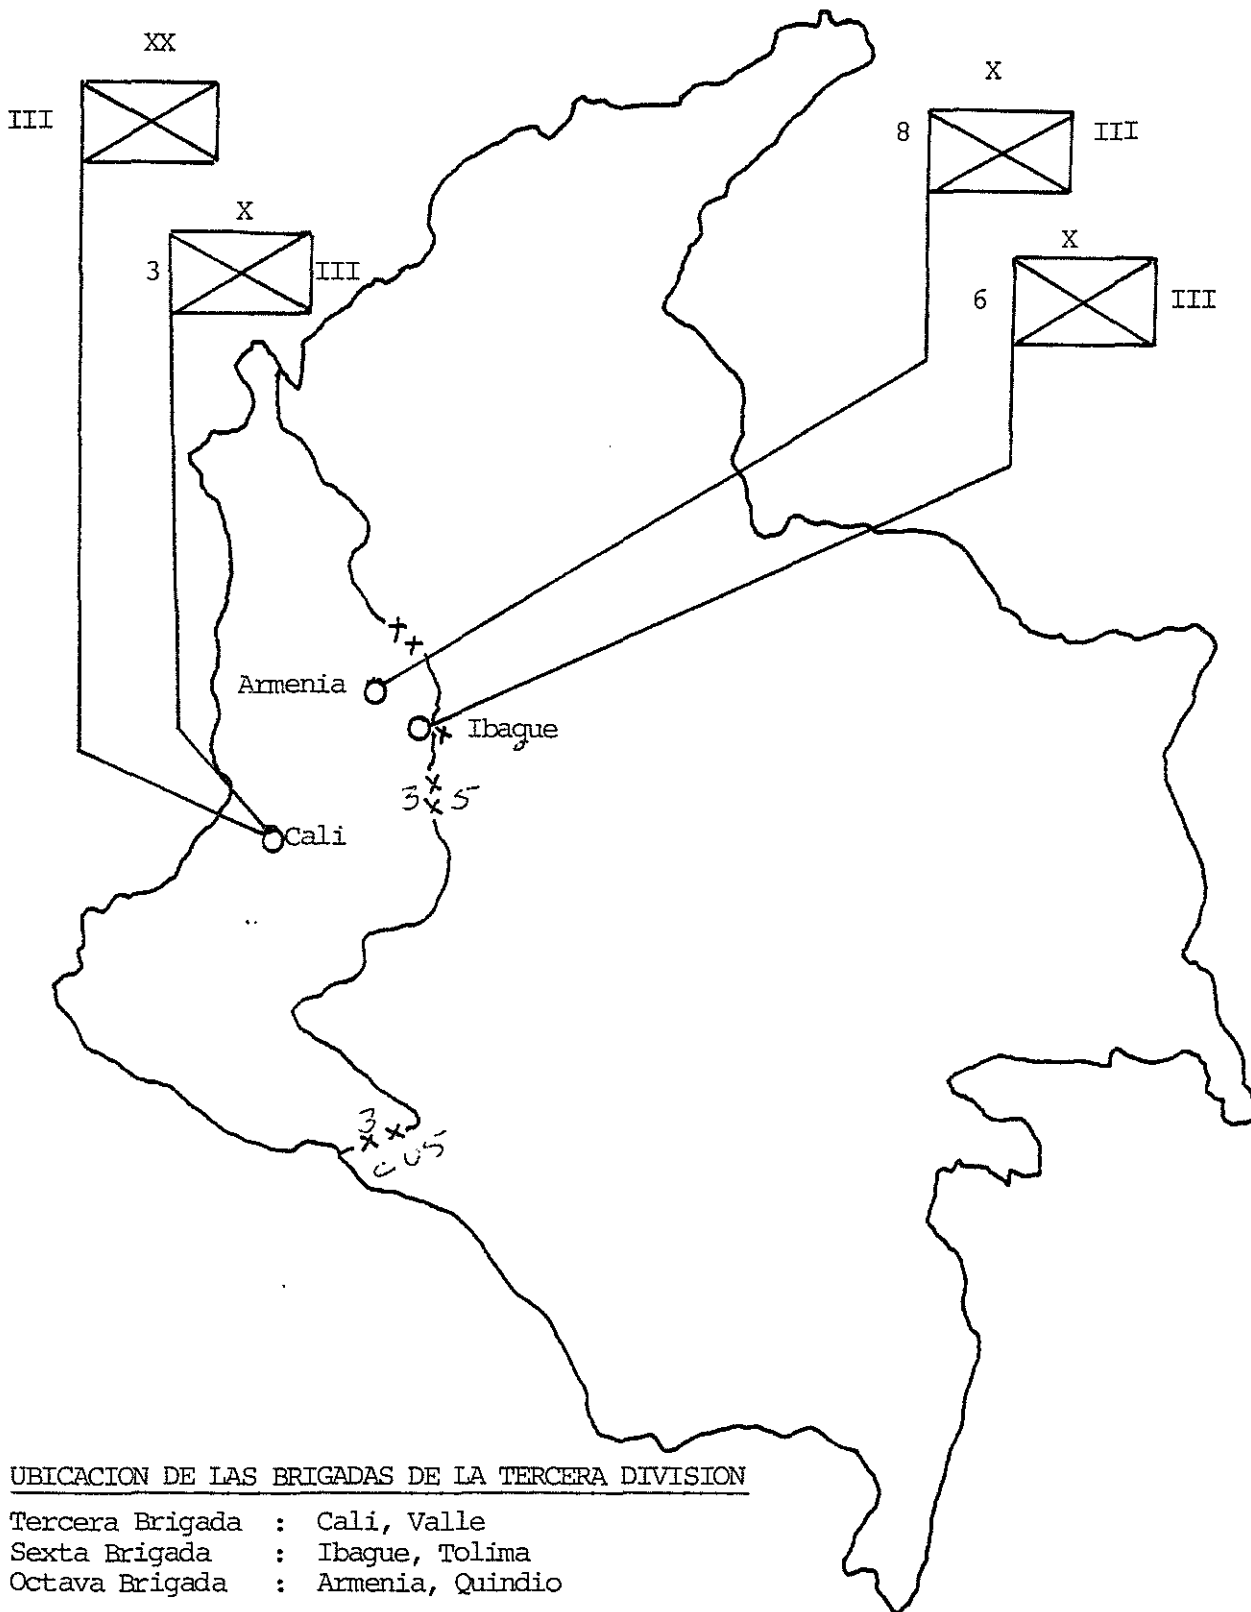 XX
III
X
8 III
X
3 III
X
6 III
Armenia
Ibague
3 5
Cali
3
5
UBICACION DE LAS BRIGADAS DE LA TERCERA DIVISION
Tercera Brigada : Cali, Valle
Sexta Brigada : Ibague, Tolima
Octava Brigada : Armenia, Quindio